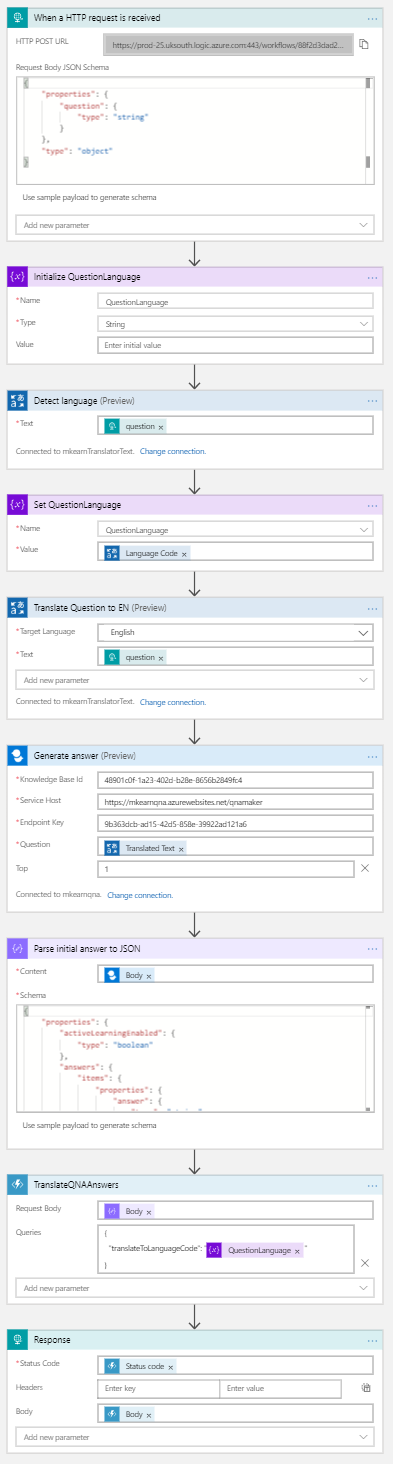 When a HTTP request is received
HTTP POST URL
https://prod-25.uksouth.logic.azure.com:443/workflows/88f2d3dad2...
Request Body JSON Schema
{
"properties": {
"question": {
"type": "string"
}
},
"type": "object"
}
Use sample payload to generate schema
Add new parameter
{x} Initialize QuestionLanguage
*Name QuestionLanguage
*Type String
Value Enter initial value
Detect language (Preview)
*Text question ×
Connected to mkearnTranslatorText. Change connection.
{x} Set QuestionLanguage
*Name QuestionLanguage
*Value Language Code ×
Translate Question to EN (Preview)
*Target Language English
*Text question ×
Add new parameter
Connected to mkearnTranslatorText. Change connection.
Generate answer (Preview)
*Knowledge Base Id 48901c0f-1a23-402d-b28e-8656b2849fc4
*Service Host https://mkearnqna.azurewebsites.net/qnamaker
*Endpoint Key 9b363dcb-ad15-42d5-858e-39922ad121a6
*Question Translated Text ×
Top 1
Connected to mkearnqna. Change connection.
Parse initial answer to JSON
*Content Body ×
*Schema
{
"properties": {
"activeLearningEnabled": {
"type": "boolean"
},
"answers": {
"items": {
"properties": {
"answer": {
Use sample payload to generate schema
TranslateQNAAnswers
Request Body Body ×
Queries
{
"translateToLanguageCode":"{x} QuestionLanguage ×"
}
Add new parameter
Response
*Status Code Status code ×
Headers Enter key Enter value
Body Body ×
Add new parameter